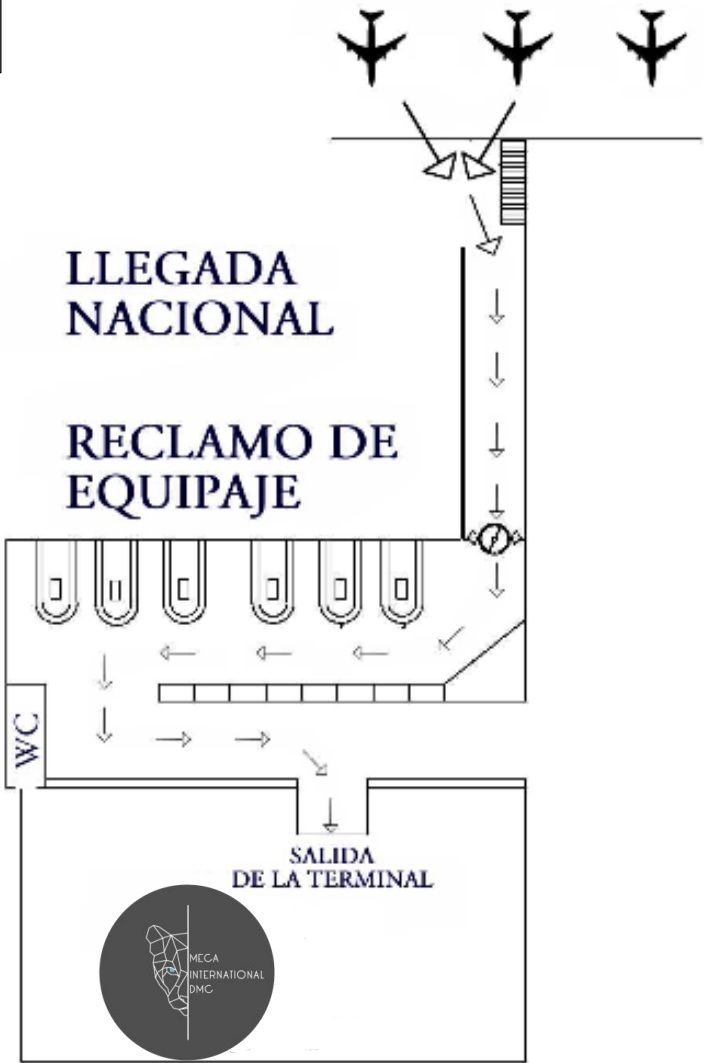 LLEGADA
NACIONAL
RECLAMO DE
EQUIPAJE
WC
SALIDA
DE LA TERMINAL
MEGA
INTERNATIONAL
DMC